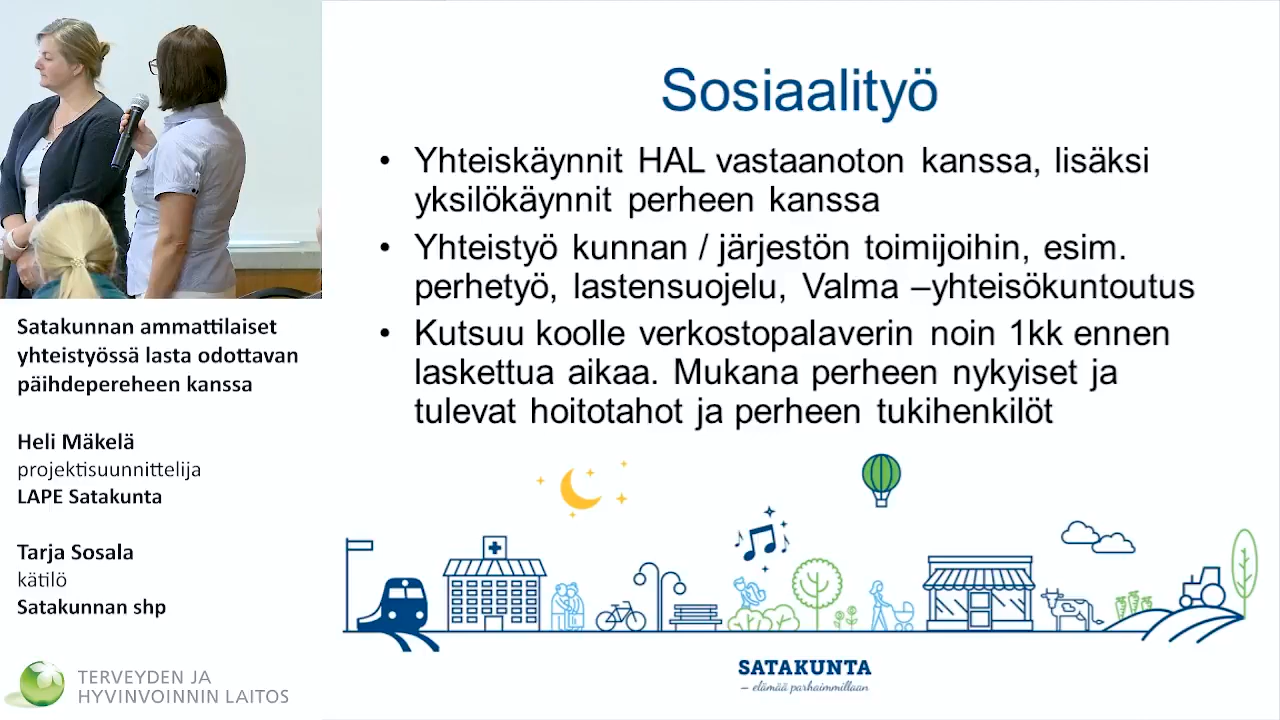 Satakunnan ammattilaiset
yhteistyössä lasta odottavan
päihdepereheen kanssa
Heli Mäkelä
projektisuunnittelija
LAPE Satakunta
Tarja Sosala
kätilö
Satakunnan shp
TERVEYDEN JA
HYVINVOINNIN LAITOS
Sosiaalityö
• Yhteiskäynnit HAL vastaanoton kanssa, lisäksi
yksilökäynnit perheen kanssa
• Yhteistyö kunnan / järjestön toimijoihin, esim.
perhetyö, lastensuojelu, Valma –yhteisökuntoutus
• Kutsuu koolle verkostopalaverin noin 1kk ennen
laskettua aikaa. Mukana perheen nykyiset ja
tulevat hoitotahot ja perheen tukihenkilöt
SATAKUNTA
– elämää parhaimmillaan